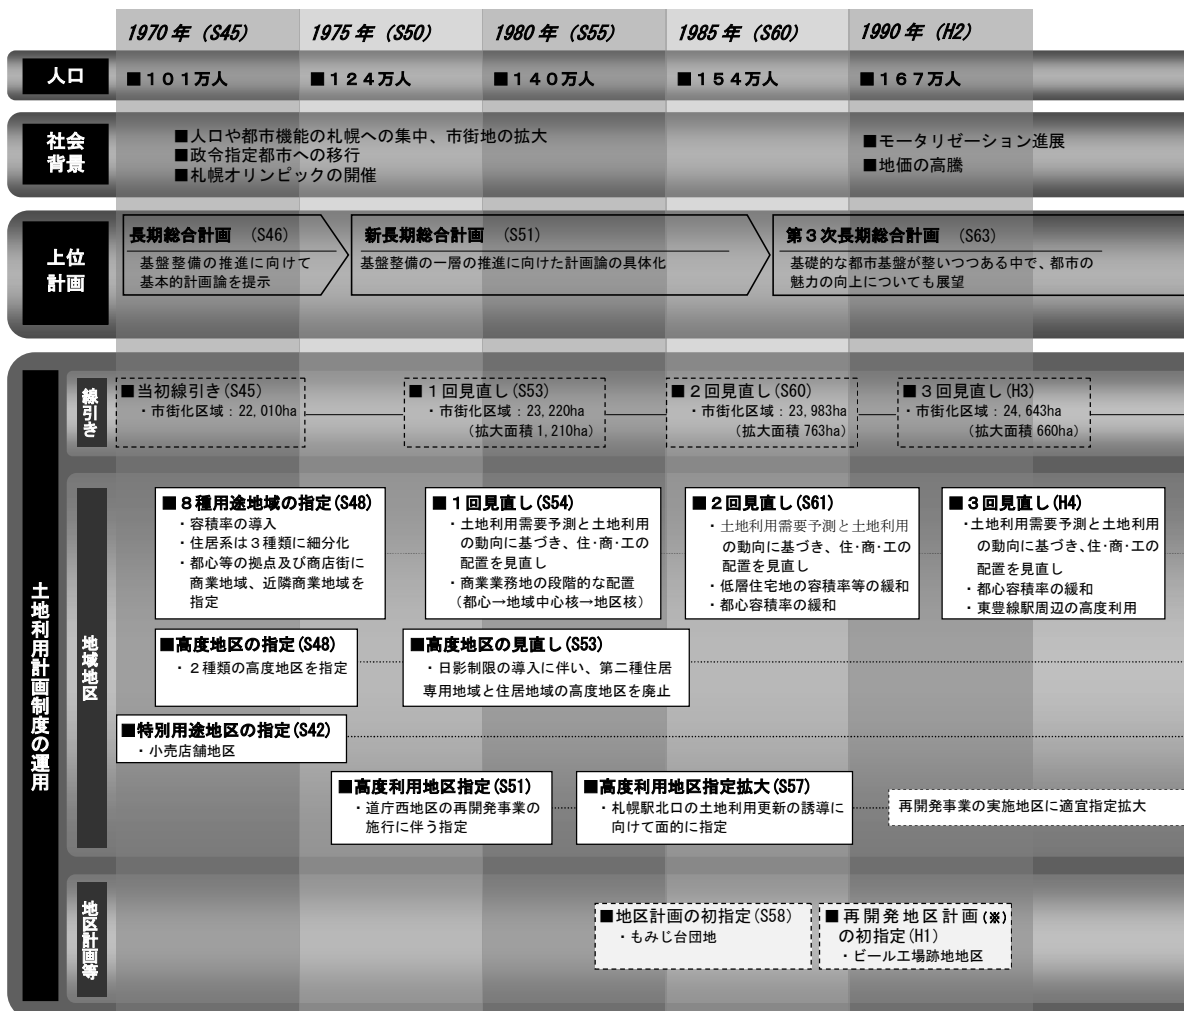 1970年（S45） 1975年（S50） 1980年（S55） 1985年（S60） 1990年（H2）
人口 ■１０１万人 ■１２４万人 ■１４０万人 ■１５４万人 ■１６７万人
社会
背景
■人口や都市機能の札幌への集中、市街地の拡大
■政令指定都市への移行
■札幌オリンピックの開催
■モータリゼーション進展
■地価の高騰
上位
計画
長期総合計画 （S46）
基盤整備の推進に向けて
基本的計画論を提示
新長期総合計画 （S51）
基盤整備の一層の推進に向けた計画論の具体化
第３次長期総合計画 （S63）
基礎的な都市基盤が整いつつある中で、都市の
魅力の向上についても展望
土地利用計画制度の運用
線引き
■当初線引き(S45)
・市街化区域：22,010ha
■１回見直し(S53)
・市街化区域：23,220ha
（拡大面積1,210ha）
■２回見直し(S60)
・市街化区域：23,983ha
（拡大面積 763ha）
■３回見直し(H3)
・市街化区域：24,643ha
（拡大面積 660ha）
地域地区
■８種用途地域の指定(S48)
・容積率の導入
・住居系は３種類に細分化
・都心等の拠点及び商店街に
商業地域、近隣商業地域を
指定
■１回見直し(S54)
・土地利用需要予測と土地利用
の動向に基づき、住・商・工の
配置を見直し
・商業業務地の段階的な配置
（都心→地域中心核→地区核）
■２回見直し(S61)
・土地利用需要予測と土地利用
の動向に基づき、住・商・工の
配置を見直し
・低層住宅地の容積率等の緩和
・都心容積率の緩和
■３回見直し(H4)
・土地利用需要予測と土地利用
の動向に基づき、住・商・工の
配置を見直し
・都心容積率の緩和
・東豊線駅周辺の高度利用
■高度地区の指定(S48)
・２種類の高度地区を指定
■高度地区の見直し(S53)
・日影制限の導入に伴い、第二種住居
専用地域と住居地域の高度地区を廃止
■特別用途地区の指定(S42)
・小売店舗地区
■高度利用地区指定(S51)
・道庁西地区の再開発事業の
施行に伴う指定
■高度利用地区指定拡大(S57)
・札幌駅北口の土地利用更新の誘導に
向けて面的に指定
再開発事業の実施地区に適宜指定拡大
地区計画等
■地区計画の初指定(S58)
・もみじ台団地
■再開発地区計画(※)
の初指定(H1)
・ビール工場跡地地区